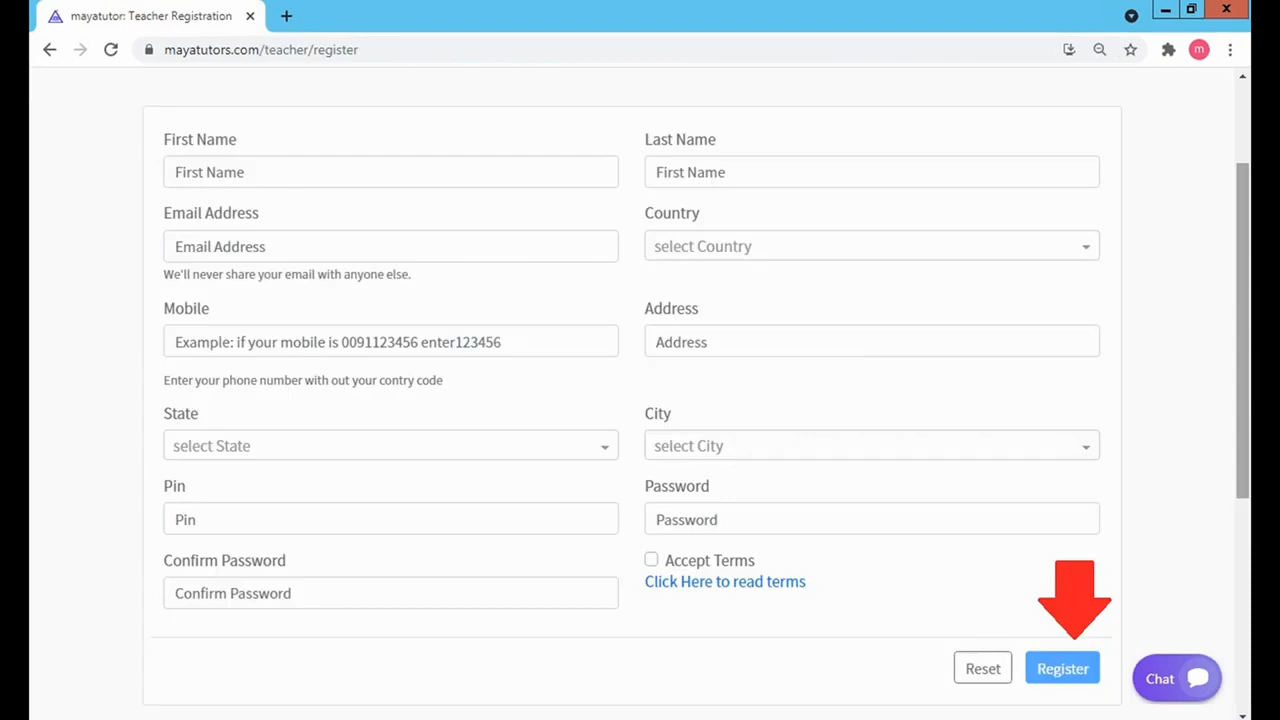 mayatutor: Teacher Registration
mayatutors.com/teacher/register
m
First Name
Last Name
First Name
First Name
Email Address
Country
Email Address
select Country
We'll never share your email with anyone else.
Mobile
Address
Example: if your mobile is 0091123456 enter123456
Address
Enter your phone number with out your contry code
State
City
select State
select City
Pin
Password
Pin
Password
Confirm Password
Accept Terms
Click Here to read terms
Confirm Password
Reset
Register
Chat